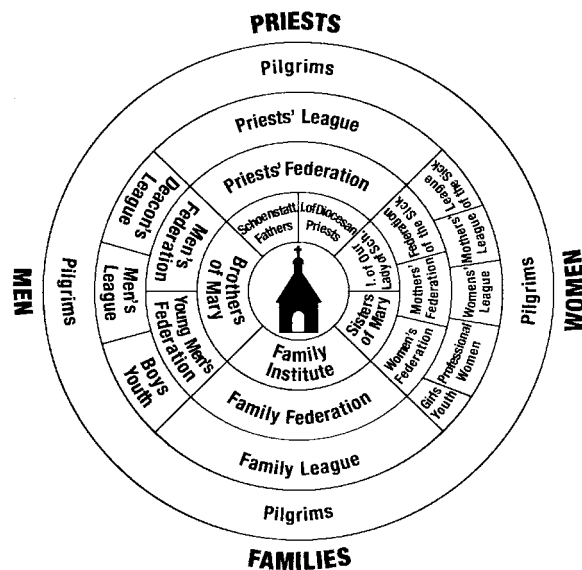 PRIESTS
Pilgrims
Priests' League
Priests' Federation
Schoenstatt
Fathers
I. of Diocesan
Priests
MEN
Pilgrims
Deacon's
League
Men's
League
Boys
Youth
Men's
Federation
Young Men's
Federation
Brothers
of Mary
I. of Our
Lady of Sch.
Sisters
of Mary
Federation
of the Sick
Mothers'
Federation
Women's
Federation
League
of the Sick
Mothers'
League
Womens'
League
Professional
Women
Girls
Youth
Pilgrims
WOMEN
Family
Institute
Family Federation
Family League
Pilgrims
FAMILIES